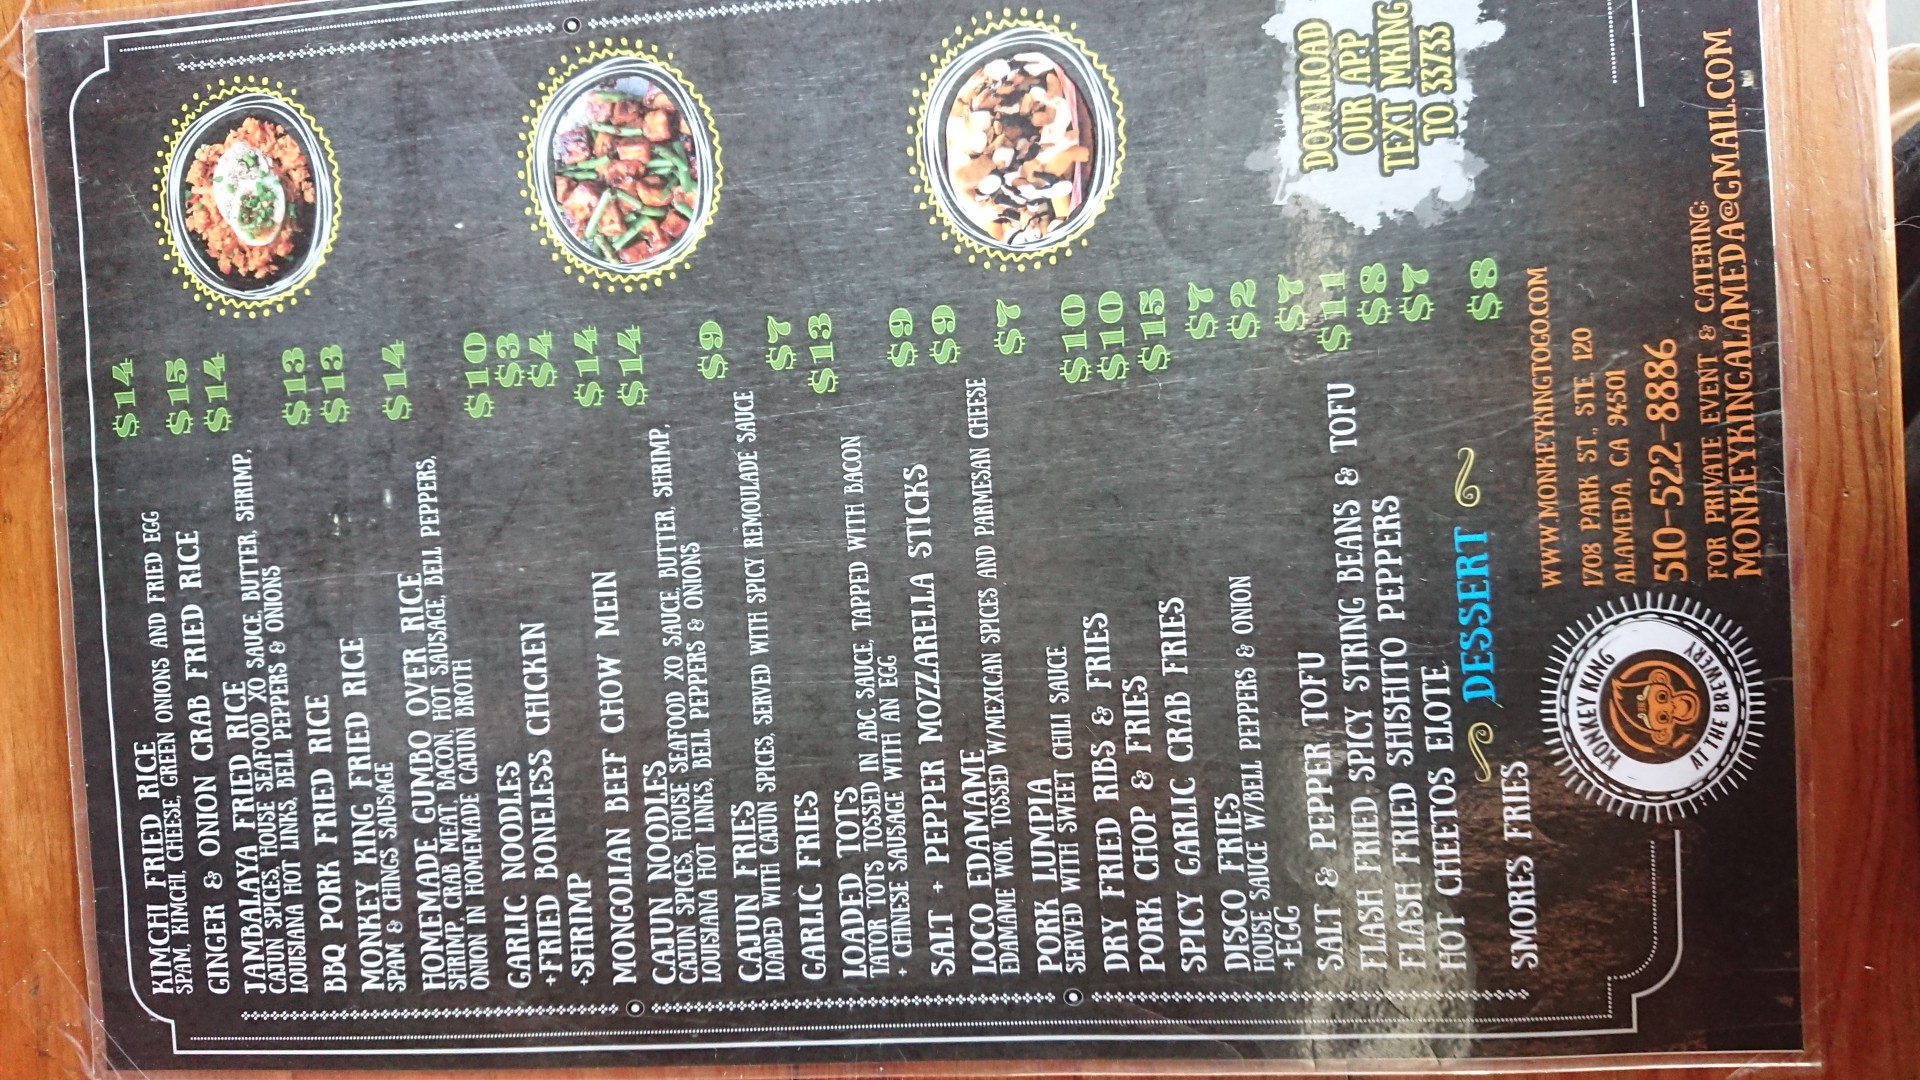 KIMCHI FRIED RICE $14
SPAM, KIMCHI, CHEESE, GREEN ONIONS AND FRIED EGG
GINGER & ONION CRAB FRIED RICE $15
JAMBALAYA FRIED RICE $14
CAJUN SPICES, HOUSE SEAFOOD XO SAUCE, BUTTER, SHRIMP,
LOUISIANA HOT LINKS, BELL PEPPERS & ONIONS
BBQ PORK FRIED RICE $13
MONKEY KING FRIED RICE $13
SPAM & CHINGS SAUSAGE
HOMEMADE GUMBO OVER RICE $14
SHRIMP, CRAB MEAT, BACON, HOT SAUSAGE, BELL PEPPERS,
ONION IN HOMEMADE CAJUN BROTH
GARLIC NOODLES $10
+FRIED BONELESS CHICKEN $3
+SHRIMP $4
MONGOLIAN BEEF CHOW MEIN $14
CAJUN NOODLES $14
CAJUN SPICES, HOUSE SEAFOOD XO SAUCE, BUTTER, SHRIMP,
LOUISIANA HOT LINKS, BELL PEPPERS & ONIONS
CAJUN FRIES $9
LOADED WITH CAJUN SPICES, SERVED WITH SPICY REMOULADE SAUCE
GARLIC FRIES $7
LOADED TOTS $13
TATOR TOTS TOSSED IN ABC SAUCE, TAPPED WITH BACON
+ CHINESE SAUSAGE WITH AN EGG
SALT + PEPPER MOZZARELLA STICKS $9
LOCO EDAMAME $9
EDAMAME WOK TOSSED W/MEXICAN SPICES AND PARMESAN CHEESE
PORK LUMPIA $7
SERVED WITH SWEET CHILI SAUCE
DRY FRIED RIBS & FRIES $10
PORK CHOP & FRIES $10
SPICY GARLIC CRAB FRIES $15
DISCO FRIES $7
HOUSE SAUCE W/BELL PEPPERS & ONION
+EGG $2
SALT & PEPPER TOFU $7
FLASH FRIED SPICY STRING BEANS & TOFU $11
FLASH FRIED SHISHITO PEPPERS $8
HOT CHEETOS ELOTE $7
DESSERT
SMORES FRIES $8
DOWNLOAD
OUR APP
TEXT MKING
TO 33733
MONKEY KING
AT THE BREWERY
WWW.MONKEYKINGTOGO.COM
1708 PARK ST., STE 120
ALAMEDA, CA 94501
510-522-8886
FOR PRIVATE EVENT & CATERING:
MONKEYKINGALAMEDA@GMAIL.COM